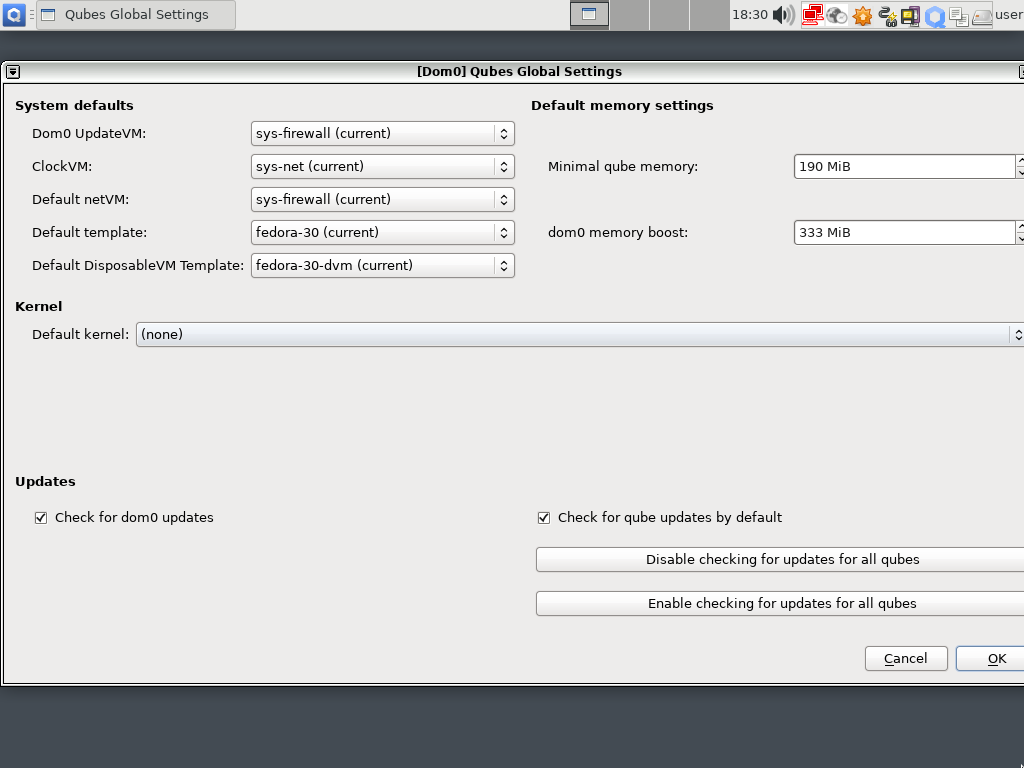 Qubes Global Settings
18:30
user
[Dom0] Qubes Global Settings
System defaults
Dom0 UpdateVM: sys-firewall (current)
ClockVM: sys-net (current)
Default netVM: sys-firewall (current)
Default template: fedora-30 (current)
Default DisposableVM Template: fedora-30-dvm (current)
Default memory settings
Minimal qube memory: 190 MiB
dom0 memory boost: 333 MiB
Kernel
Default kernel: (none)
Updates
Check for dom0 updates
Check for qube updates by default
Disable checking for updates for all qubes
Enable checking for updates for all qubes
Cancel
OK